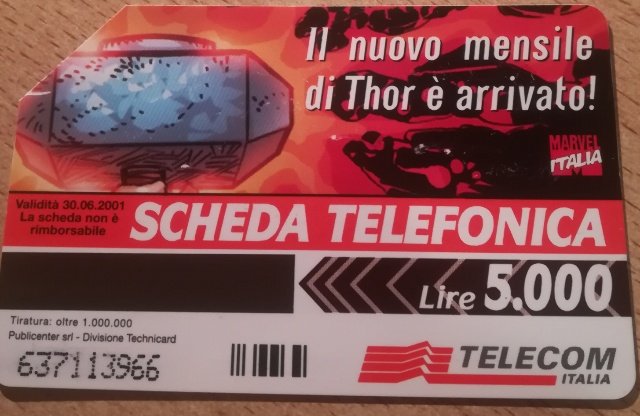 Il nuovo mensile
di Thor è arrivato!
MARVEL
ITALIA
Validità 30.06.2001
La scheda non è
rimborsabile
SCHEDA TELEFONICA
Lire 5.000
Tiratura: oltre 1.000.000
Publicenter srl - Divisione Technicard
637113966
TELECOM
ITALIA